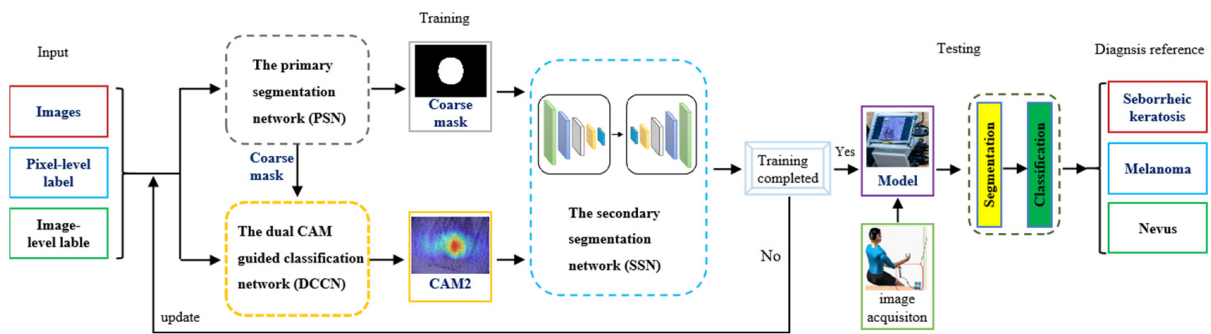 Input
Images
Pixel-level
label
Image-
level lable
Training
The primary
segmentation
network (PSN)
Coarse
mask
Coarse
mask
The dual CAM
guided classification
network (DCCN)
CAM2
The secondary
segmentation
network (SSN)
Training
completed
Yes
No
update
Model
image
acquisiton
Testing
Segmentation
Classification
Diagnsis reference
Seborrheic
keratosis
Melanoma
Nevus